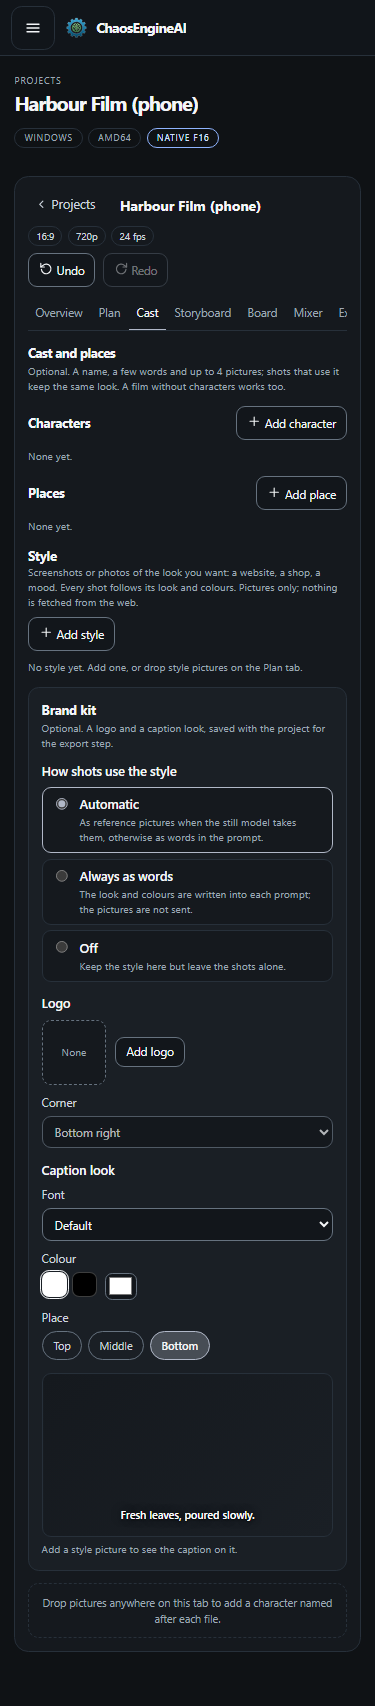 ChaosEngineAI
PROJECTS
Harbour Film (phone)
WINDOWS AMD64 NATIVE F16
Projects Harbour Film (phone)
16:9 720p 24 fps
Undo Redo
Overview Plan Cast Storyboard Board Mixer Ex
Cast and places
Optional. A name, a few words and up to 4 pictures; shots that use it
keep the same look. A film without characters works too.
Characters + Add character
None yet.
Places + Add place
None yet.
Style
Screenshots or photos of the look you want: a website, a shop, a
mood. Every shot follows its look and colours. Pictures only; nothing
is fetched from the web.
+ Add style
No style yet. Add one, or drop style pictures on the Plan tab.
Brand kit
Optional. A logo and a caption look, saved with the project for
the export step.
How shots use the style
Automatic
As reference pictures when the still model takes
them, otherwise as words in the prompt.
Always as words
The look and colours are written into each prompt;
the pictures are not sent.
Off
Keep the style here but leave the shots alone.
Logo
None Add logo
Corner
Bottom right
Caption look
Font
Default
Colour
Place
Top Middle Bottom
Fresh leaves, poured slowly.
Add a style picture to see the caption on it.
Drop pictures anywhere on this tab to add a character named
after each file.